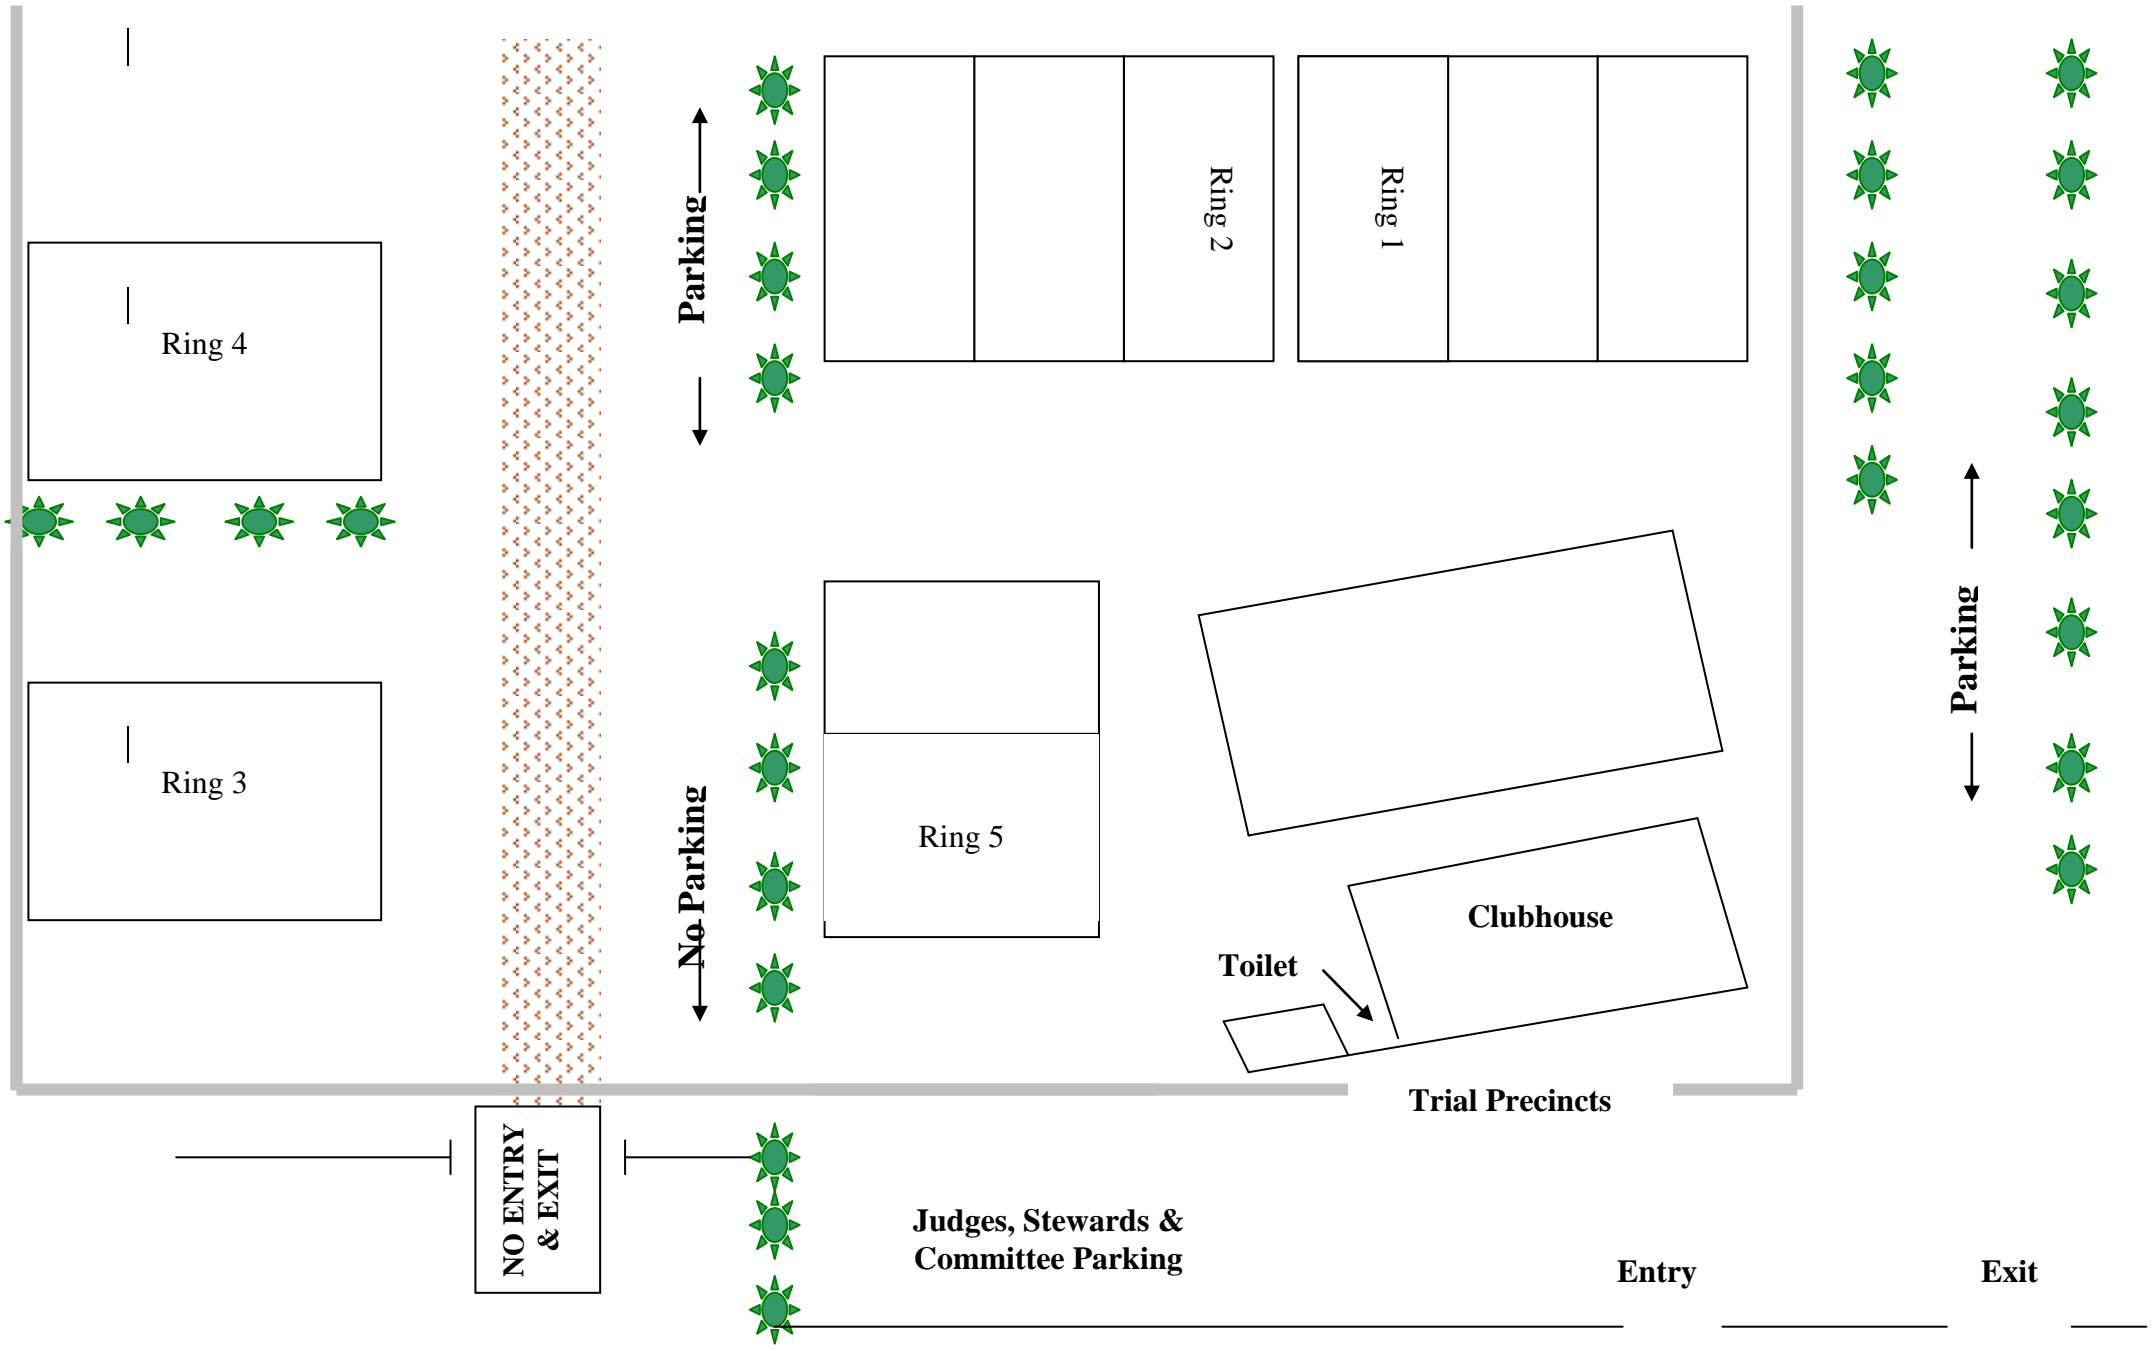 Parking
Ring 2
Ring 1
Ring 4
Parking
Ring 3
No Parking
Ring 5
Clubhouse
Toilet
Trial Precincts
NO ENTRY
& EXIT
Judges, Stewards &
Committee Parking
Entry
Exit